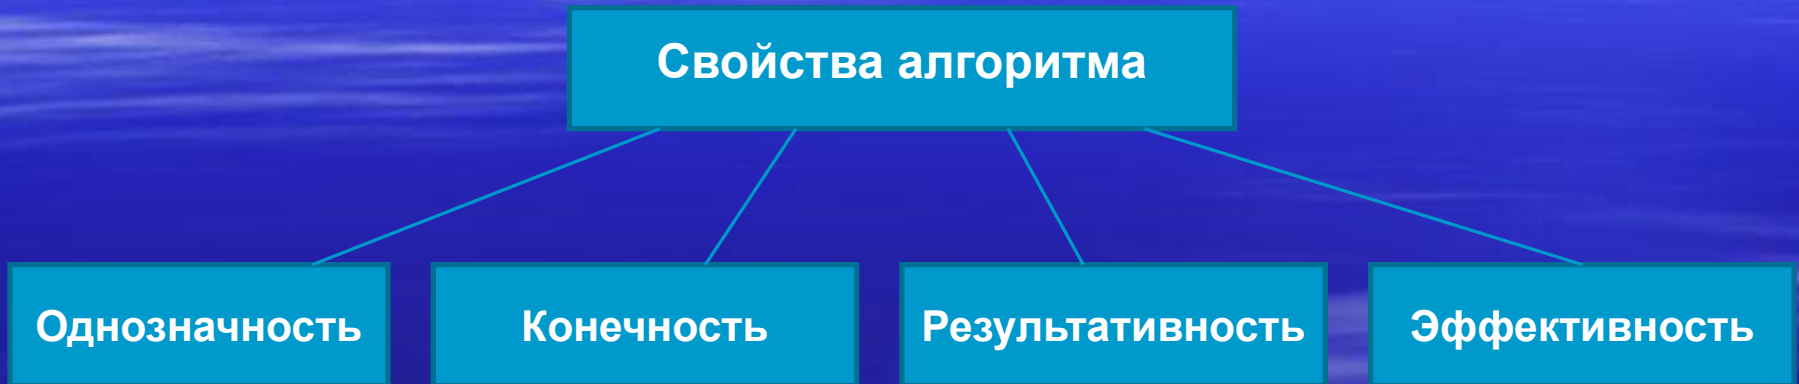 Свойства алгоритма
Однозначность
Конечность
Результативность
Эффективность